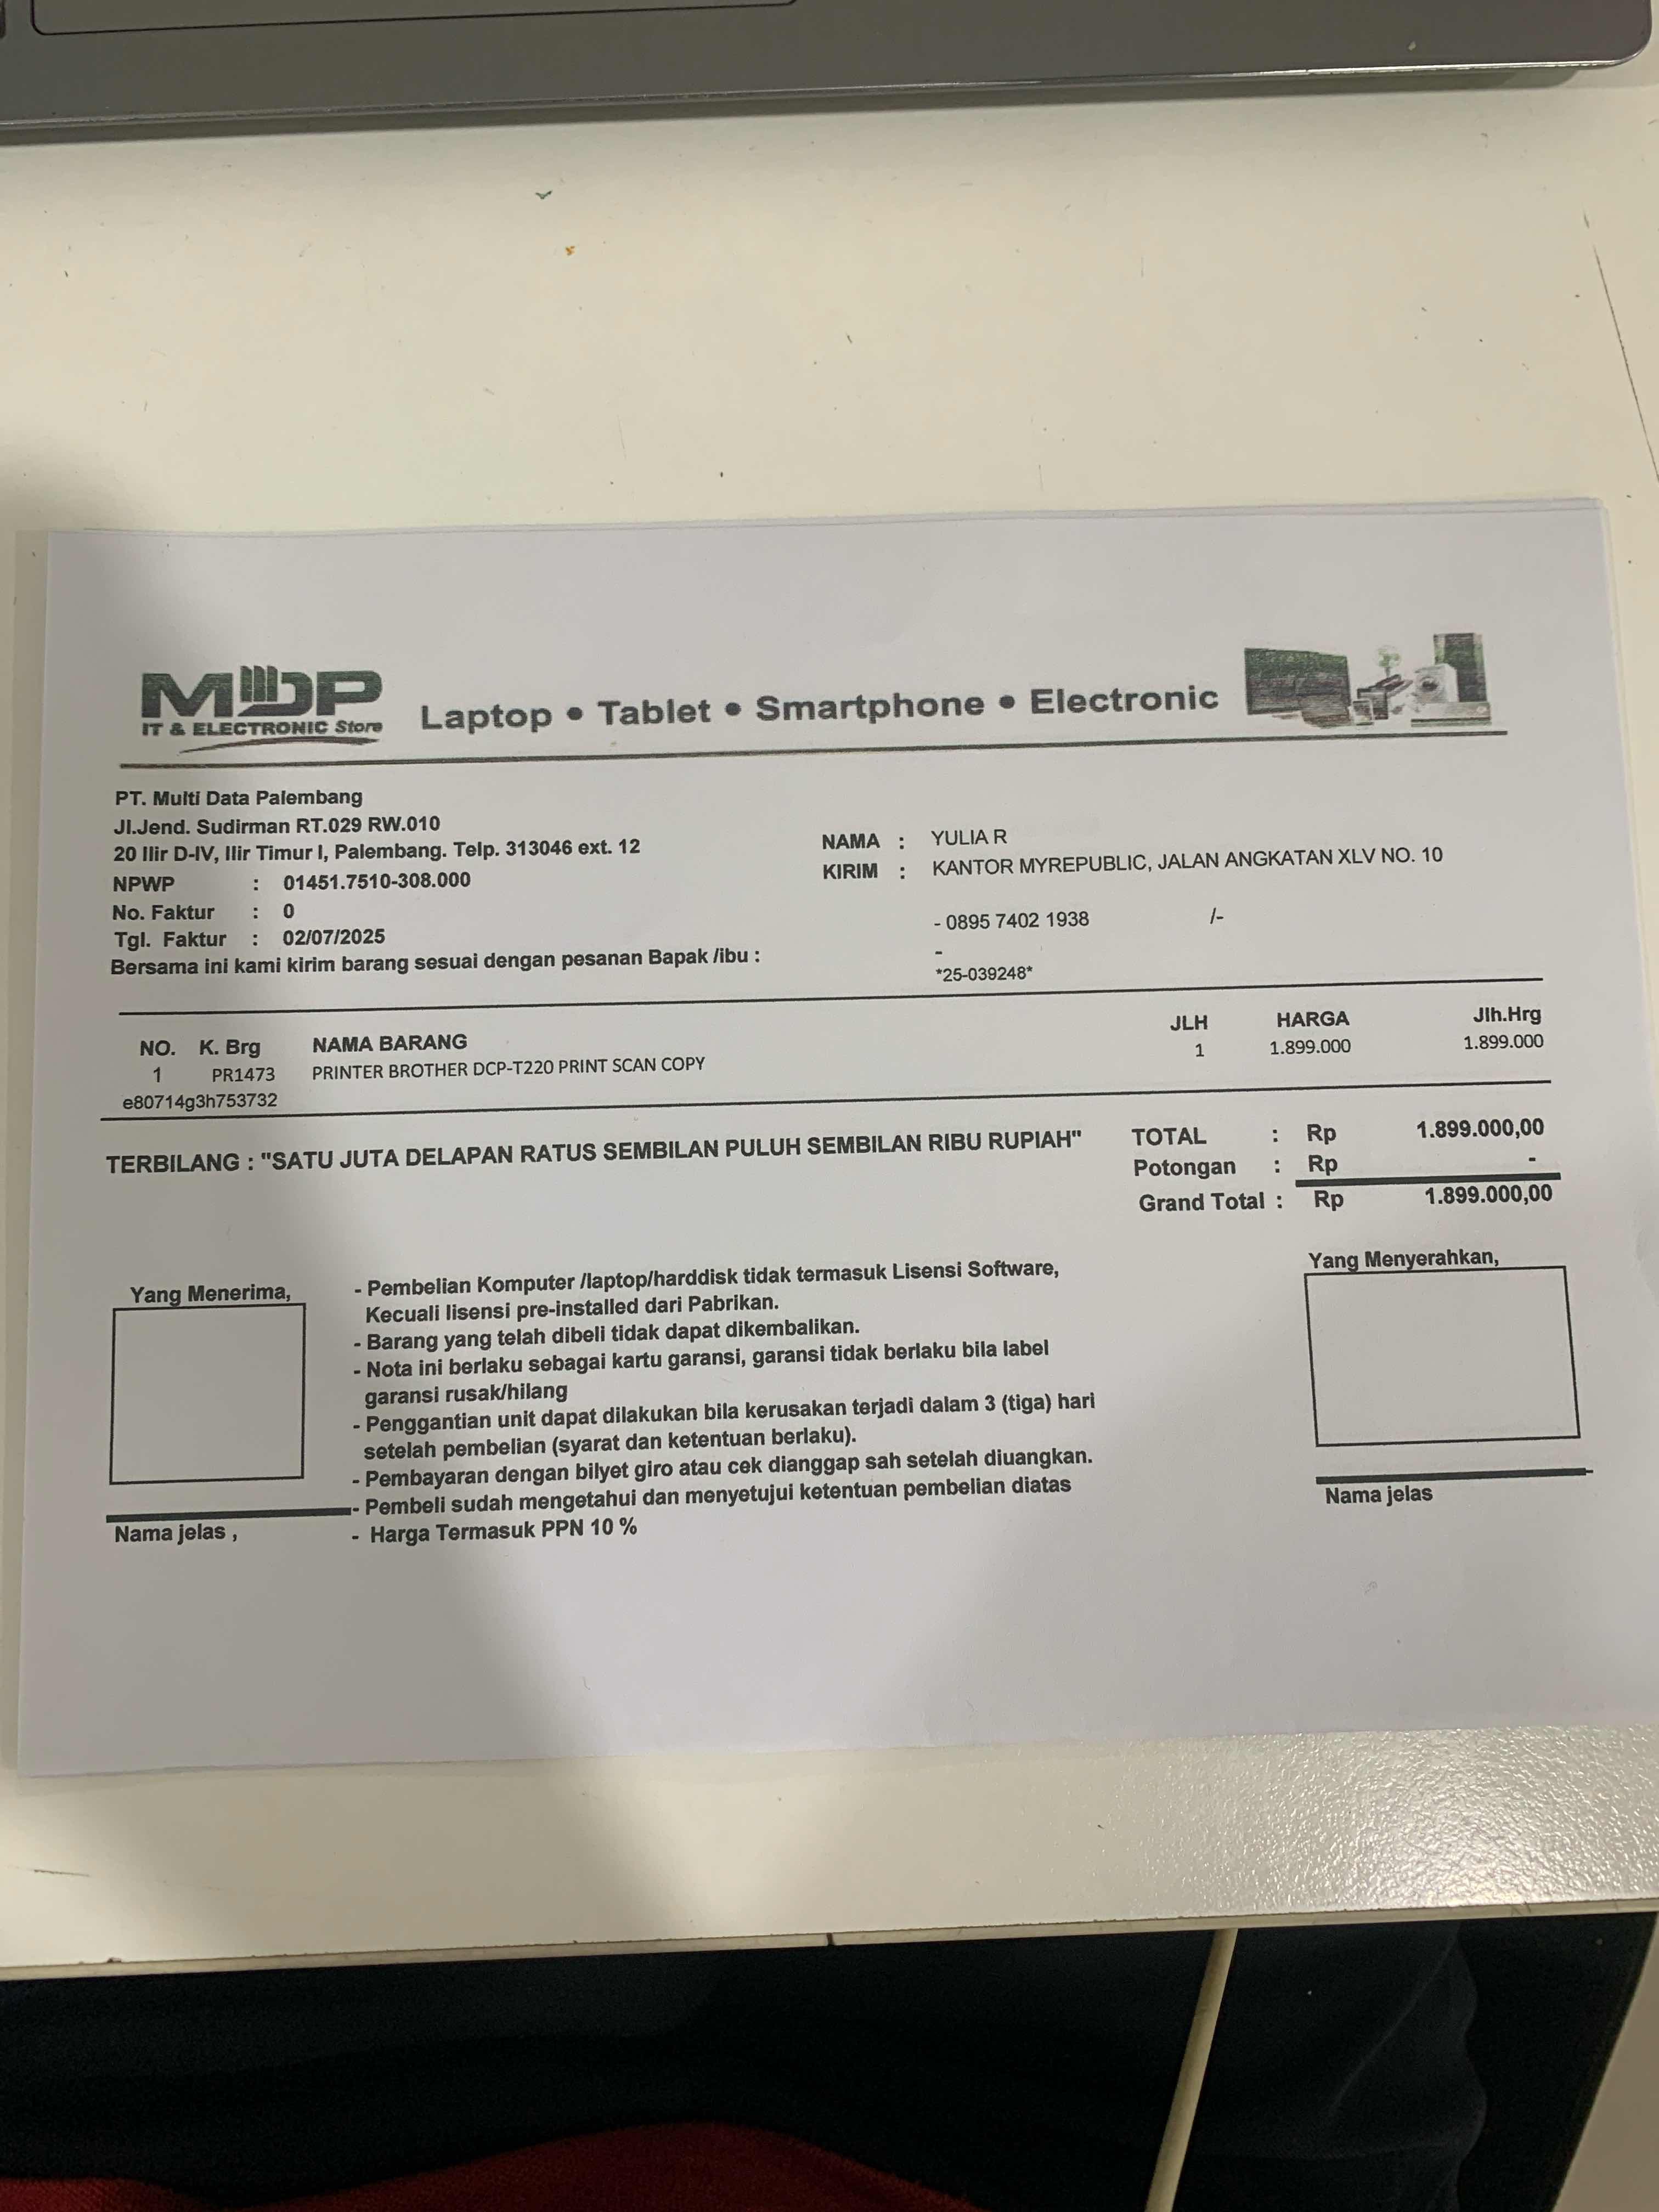 MDP
IT & ELECTRONIC Store
Laptop • Tablet • Smartphone • Electronic
PT. Multi Data Palembang
Jl.Jend. Sudirman RT.029 RW.010
20 Ilir D-IV, Ilir Timur I, Palembang. Telp. 313046 ext. 12
NPWP : 01451.7510-308.000
No. Faktur : 0
Tgl. Faktur : 02/07/2025
Bersama ini kami kirim barang sesuai dengan pesanan Bapak /ibu :
NAMA : YULIA R
KIRIM : KANTOR MYREPUBLIC, JALAN ANGKATAN XLV NO. 10
- 0895 7402 1938 /-
-
*25-039248*
NO. K. Brg NAMA BARANG JLH HARGA Jlh.Hrg
1 PR1473 PRINTER BROTHER DCP-T220 PRINT SCAN COPY 1 1.899.000 1.899.000
e80714g3h753732
TERBILANG : "SATU JUTA DELAPAN RATUS SEMBILAN PULUH SEMBILAN RIBU RUPIAH"
TOTAL : Rp 1.899.000,00
Potongan : Rp -
Grand Total : Rp 1.899.000,00
Yang Menerima,
Nama jelas ,
- Pembelian Komputer /laptop/harddisk tidak termasuk Lisensi Software,
Kecuali lisensi pre-installed dari Pabrikan.
- Barang yang telah dibeli tidak dapat dikembalikan.
- Nota ini berlaku sebagai kartu garansi, garansi tidak berlaku bila label
garansi rusak/hilang
- Penggantian unit dapat dilakukan bila kerusakan terjadi dalam 3 (tiga) hari
setelah pembelian (syarat dan ketentuan berlaku).
- Pembayaran dengan bilyet giro atau cek dianggap sah setelah diuangkan.
- Pembeli sudah mengetahui dan menyetujui ketentuan pembelian diatas
- Harga Termasuk PPN 10 %
Yang Menyerahkan,
Nama jelas